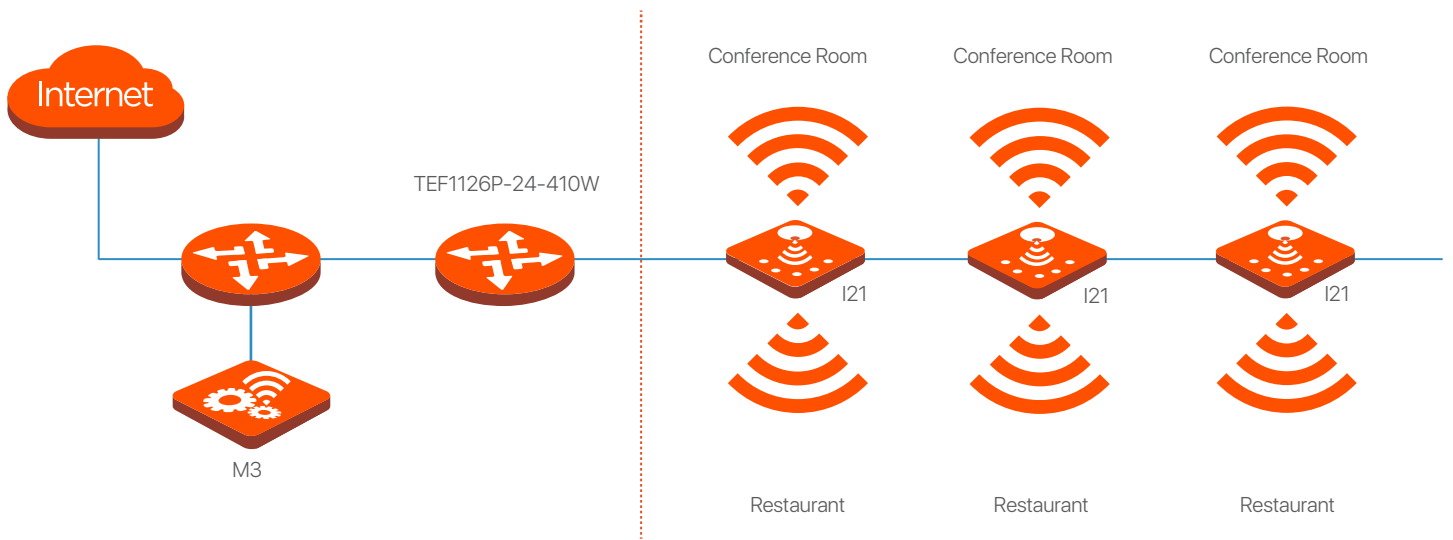 Conference Room
Conference Room
Conference Room
Internet
TEF1126P-24-410W
I21
I21
I21
M3
Restaurant
Restaurant
Restaurant